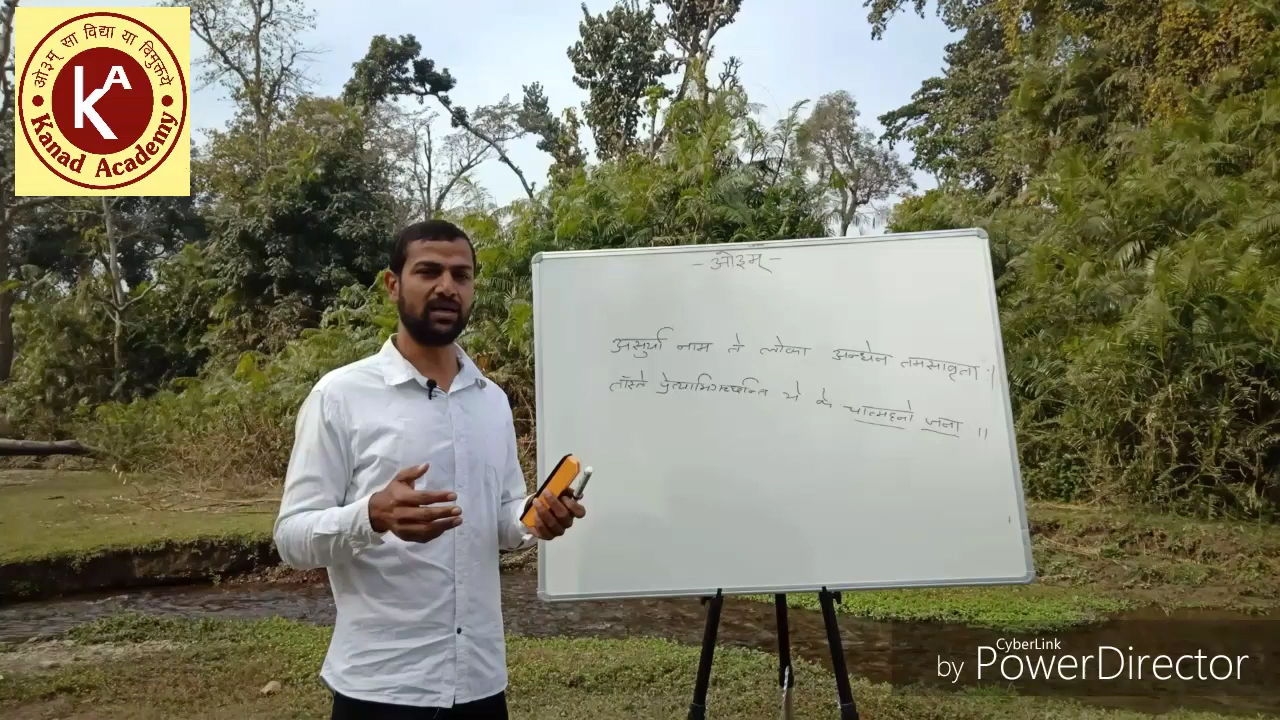 ओ३म् सा विद्या या विमुक्तये
KA
Kanad Academy
- ओ३म् -
असुर्या नाम ते लोका अन्धेन तमसावृता ।
ताँस्ते प्रेत्याभिगच्छन्ति ये के चात्महनो जना ॥
CyberLink
by PowerDirector